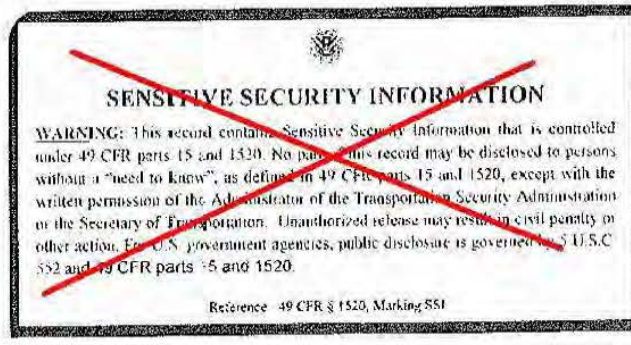 SENSITIVE SECURITY INFORMATION
WARNING: This record contains Sensitive Security Information that is controlled
under 49 CFR parts 15 and 1520. No part of this record may be disclosed to persons
without a "need to know", as defined in 49 CFR parts 15 and 1520, except with the
written permission of the Administrator of the Transportation Security Administration
or the Secretary of Transportation. Unauthorized release may result in civil penalty or
other action. For U.S. government agencies, public disclosure is governed by 5 U.S.C
552 and 49 CFR parts 15 and 1520.
Reference 49 CFR § 1520, Marking SSI